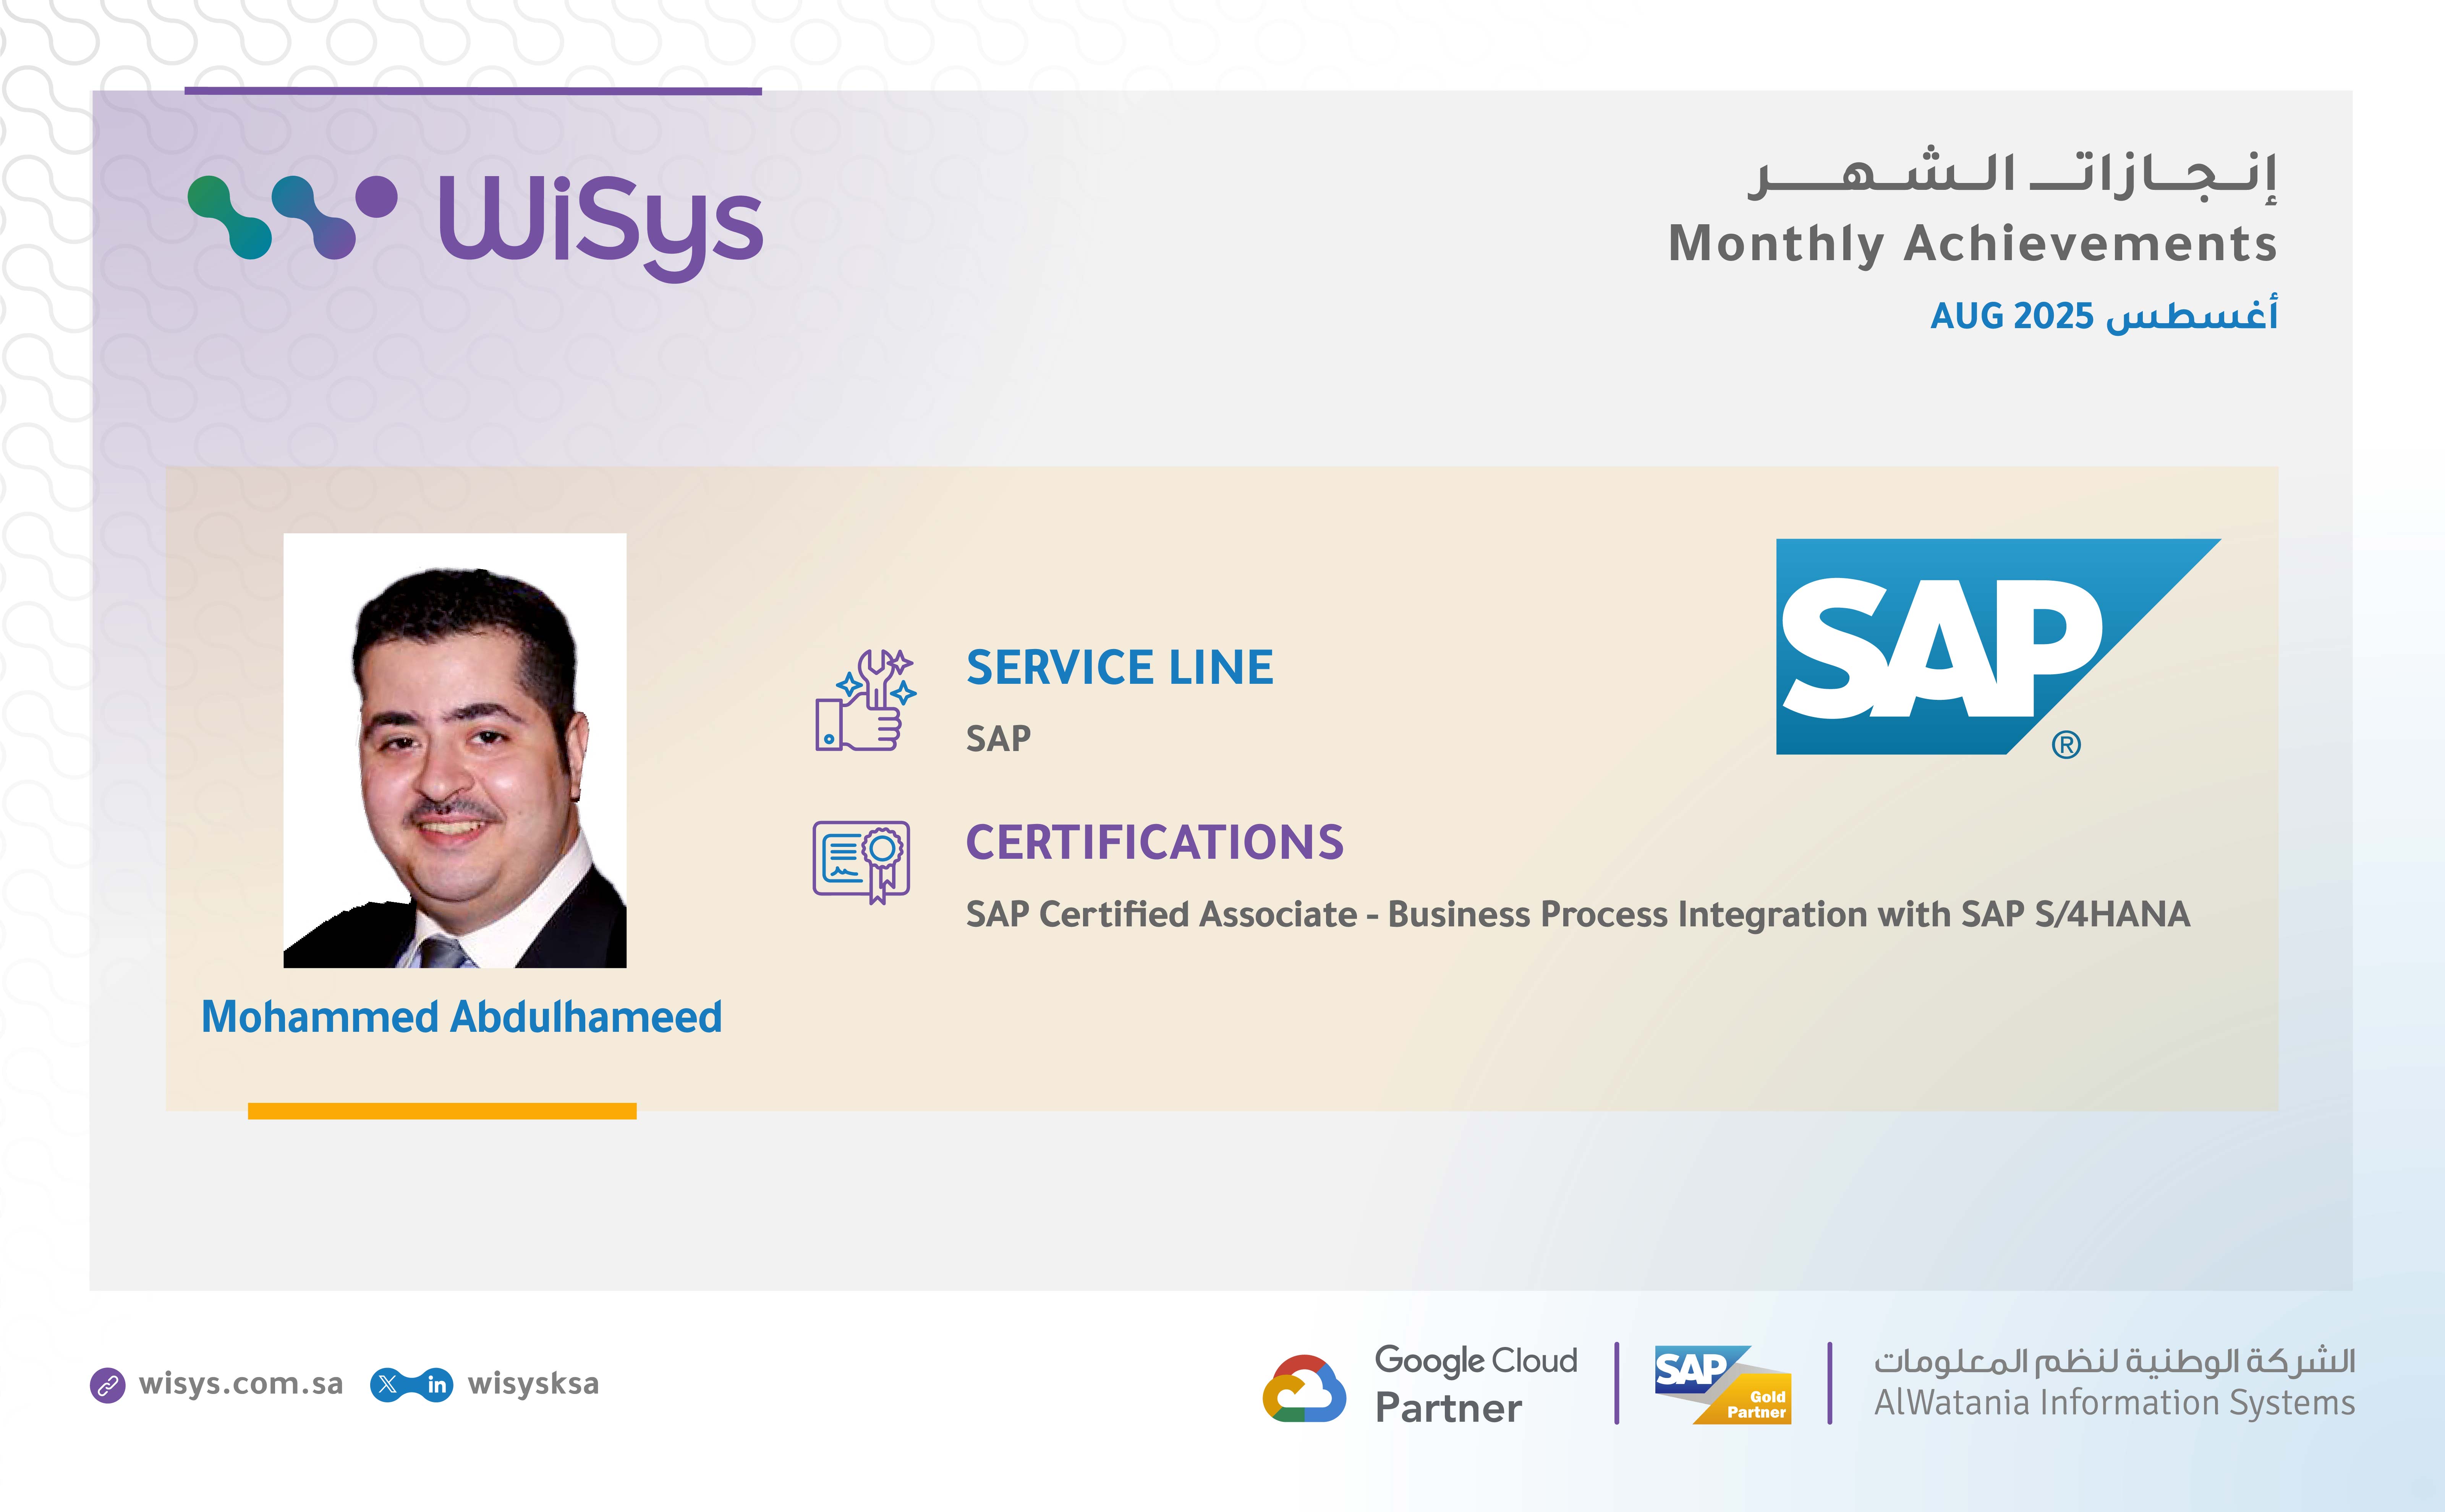 WiSys
إنجازات الشهر
Monthly Achievements
أغسطس AUG 2025
SERVICE LINE
SAP
CERTIFICATIONS
SAP Certified Associate - Business Process Integration with SAP S/4HANA
SAP ®
Mohammed Abdulhameed
wisys.com.sa
X in wisysksa
Google Cloud
Partner
SAP
Gold
Partner
الشركة الوطنية لنظم المعلومات
AlWatania Information Systems